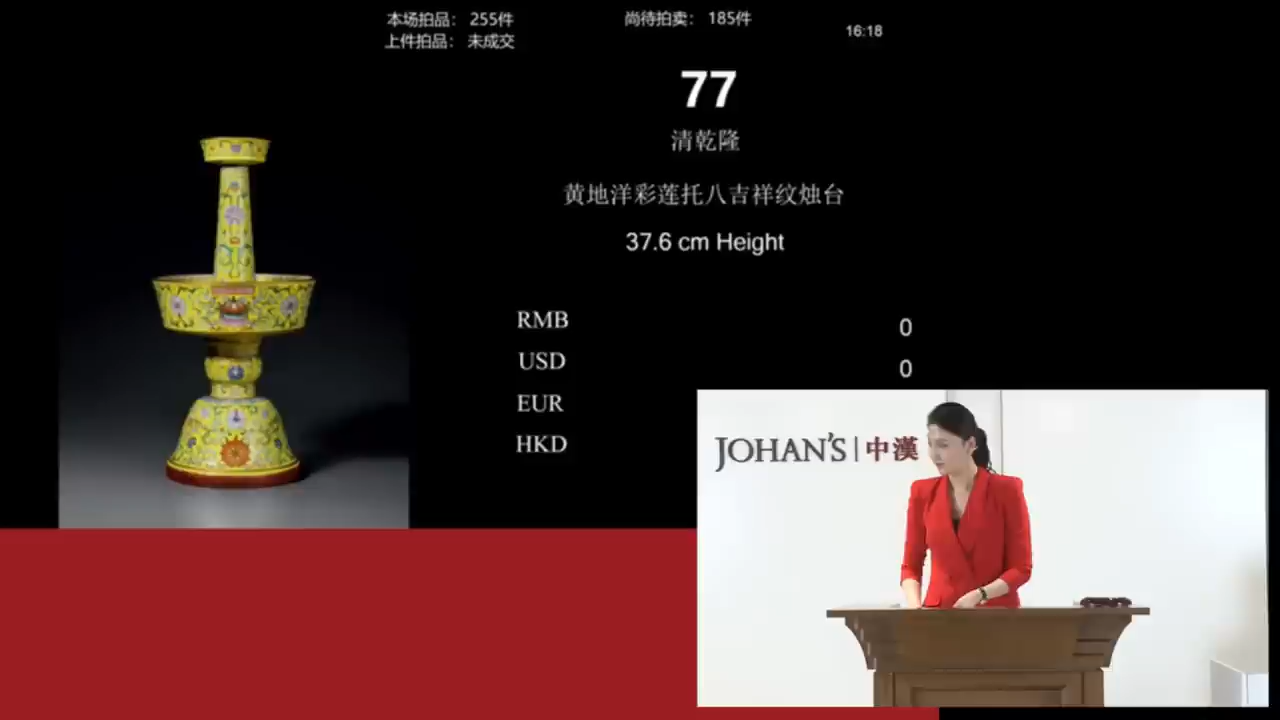 本场拍品： 255件
尚待拍卖： 185件
上件拍品： 未成交
16:18
77
清乾隆
黄地洋彩莲托八吉祥纹烛台
37.6 cm Height
RMB 0
USD 0
EUR
HKD
JOHAN'S | 中漢